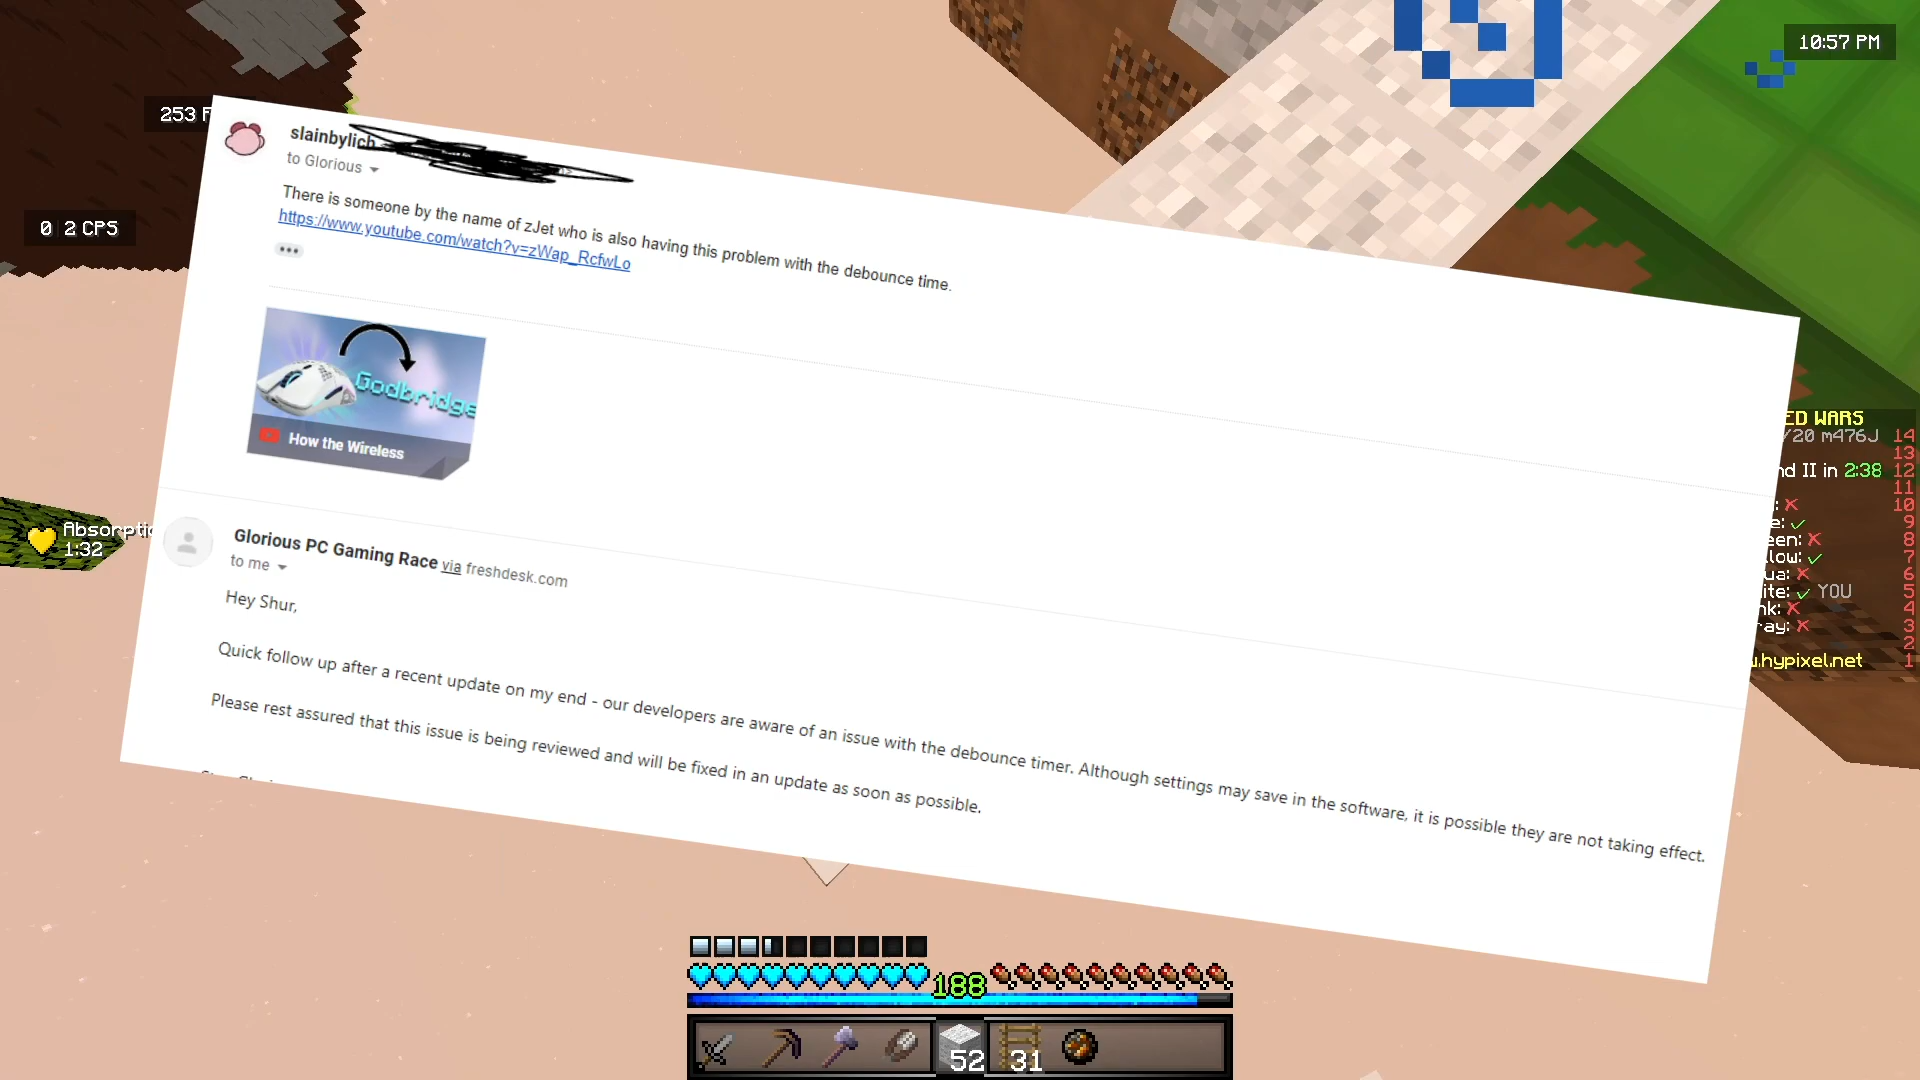 10:57 PM
253
0 2 CPS
slainbylich
to Glorious
There is someone by the name of zJet who is also having this problem with the debounce time.
https://www.youtube.com/watch?v=zWap_RcfwLo
Godbridge
How the Wireless
Glorious PC Gaming Race via freshdesk.com
to me
Hey Shur,
Quick follow up after a recent update on my end - our developers are aware of an issue with the debounce timer. Although settings may save in the software, it is possible they are not taking effect.
Please rest assured that this issue is being reviewed and will be fixed in an update as soon as possible.
Absorptio
1:32
ED WARS
/20 m476J 14
13
nd II in 2:38 12
11
: ✗ 10
e: ✓ 9
een: ✗ 8
llow: ✓ 7
ua: ✗ 6
ite: ✓ YOU 5
nk: ✗ 4
ray: ✗ 3
2
w.hypixel.net 1
188
52
31